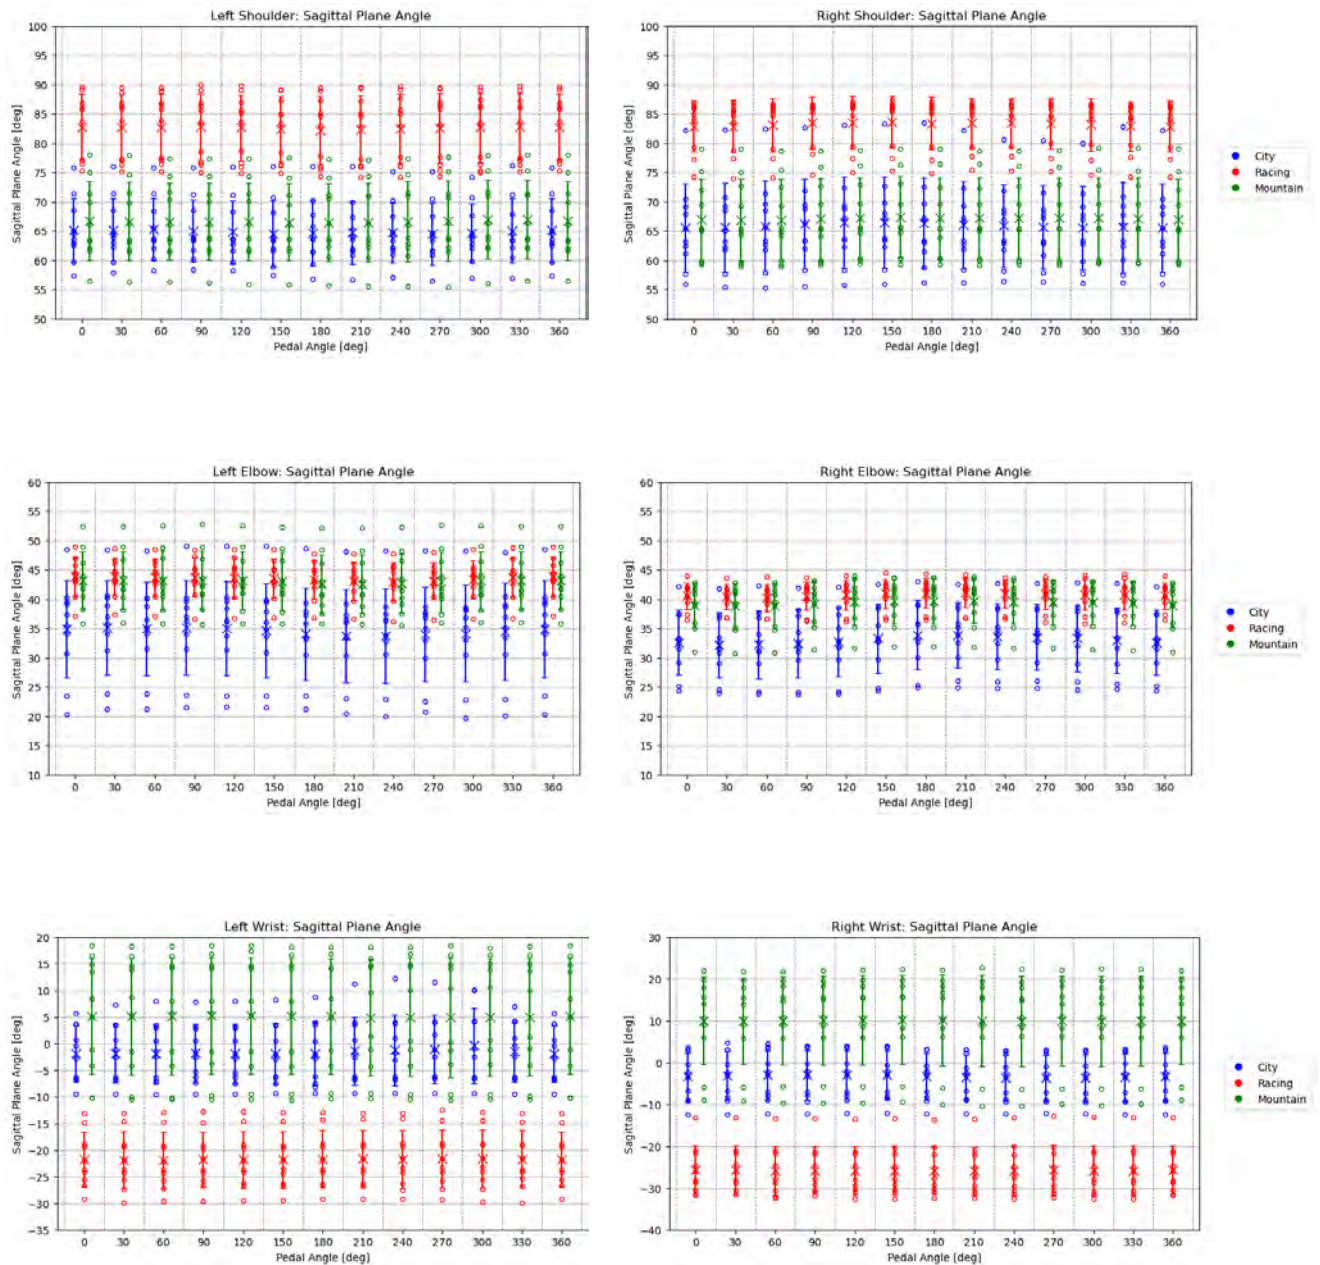 Left Shoulder: Sagittal Plane Angle
Sagittal Plane Angle [deg]
100
95
90
85
80
75
70
65
60
55
50
0 30 60 90 120 150 180 210 240 270 300 330 360
Pedal Angle [deg]
Right Shoulder: Sagittal Plane Angle
Sagittal Plane Angle [deg]
100
95
90
85
80
75
70
65
60
55
50
0 30 60 90 120 150 180 210 240 270 300 330 360
Pedal Angle [deg]
City
Racing
Mountain
Left Elbow: Sagittal Plane Angle
Sagittal Plane Angle [deg]
60
55
50
45
40
35
30
25
20
15
10
0 30 60 90 120 150 180 210 240 270 300 330 360
Pedal Angle [deg]
Right Elbow: Sagittal Plane Angle
Sagittal Plane Angle [deg]
60
55
50
45
40
35
30
25
20
15
10
0 30 60 90 120 150 180 210 240 270 300 330 360
Pedal Angle [deg]
City
Racing
Mountain
Left Wrist: Sagittal Plane Angle
Sagittal Plane Angle [deg]
20
15
10
5
0
−5
−10
−15
−20
−25
−30
−35
0 30 60 90 120 150 180 210 240 270 300 330 360
Pedal Angle [deg]
Right Wrist: Sagittal Plane Angle
Sagittal Plane Angle [deg]
30
20
10
0
−10
−20
−30
−40
0 30 60 90 120 150 180 210 240 270 300 330 360
Pedal Angle [deg]
City
Racing
Mountain